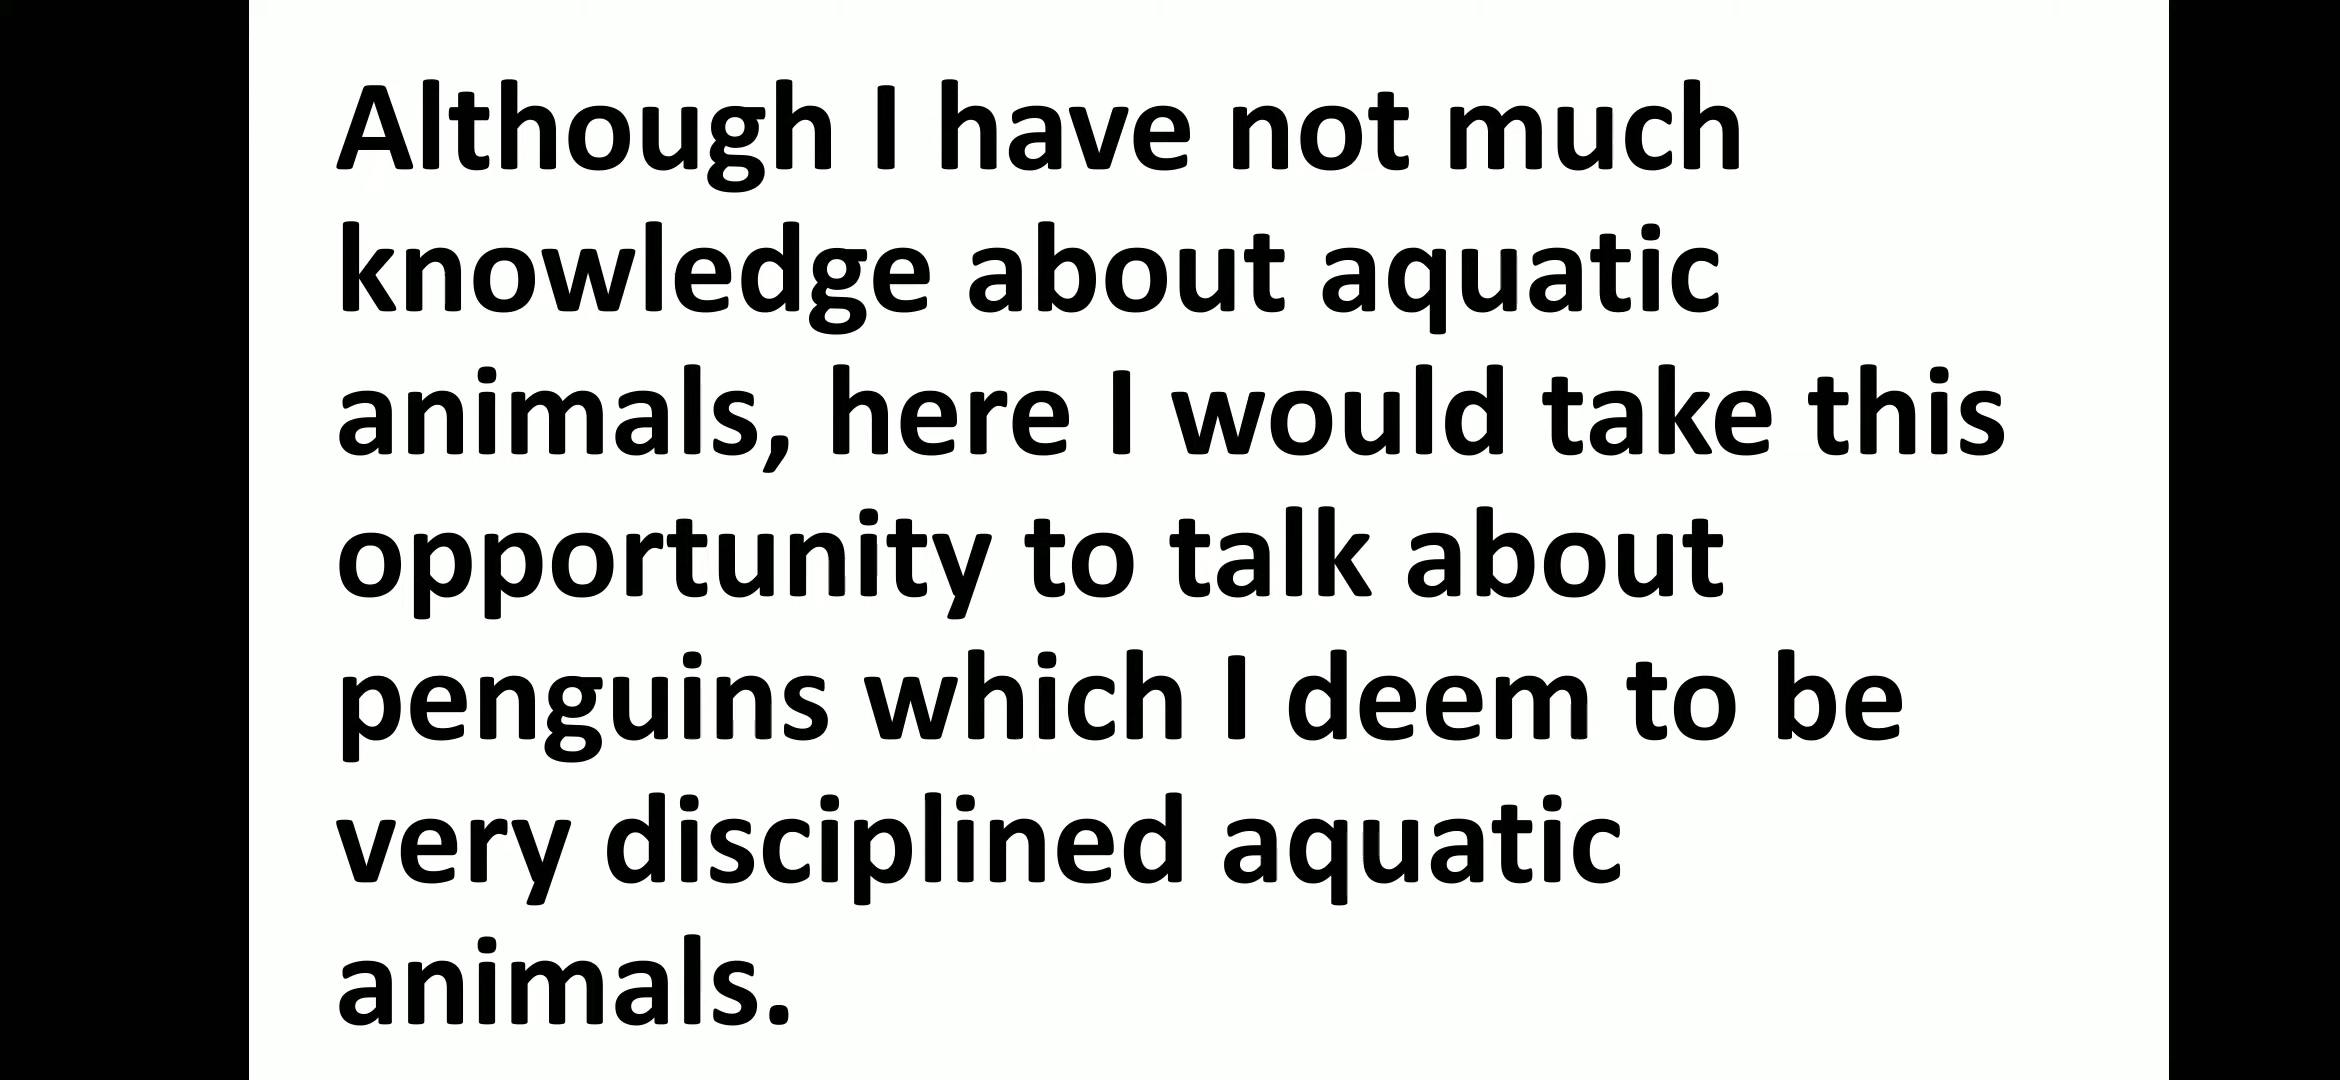 Although I have not much
knowledge about aquatic
animals, here I would take this
opportunity to talk about
penguins which I deem to be
very disciplined aquatic
animals.